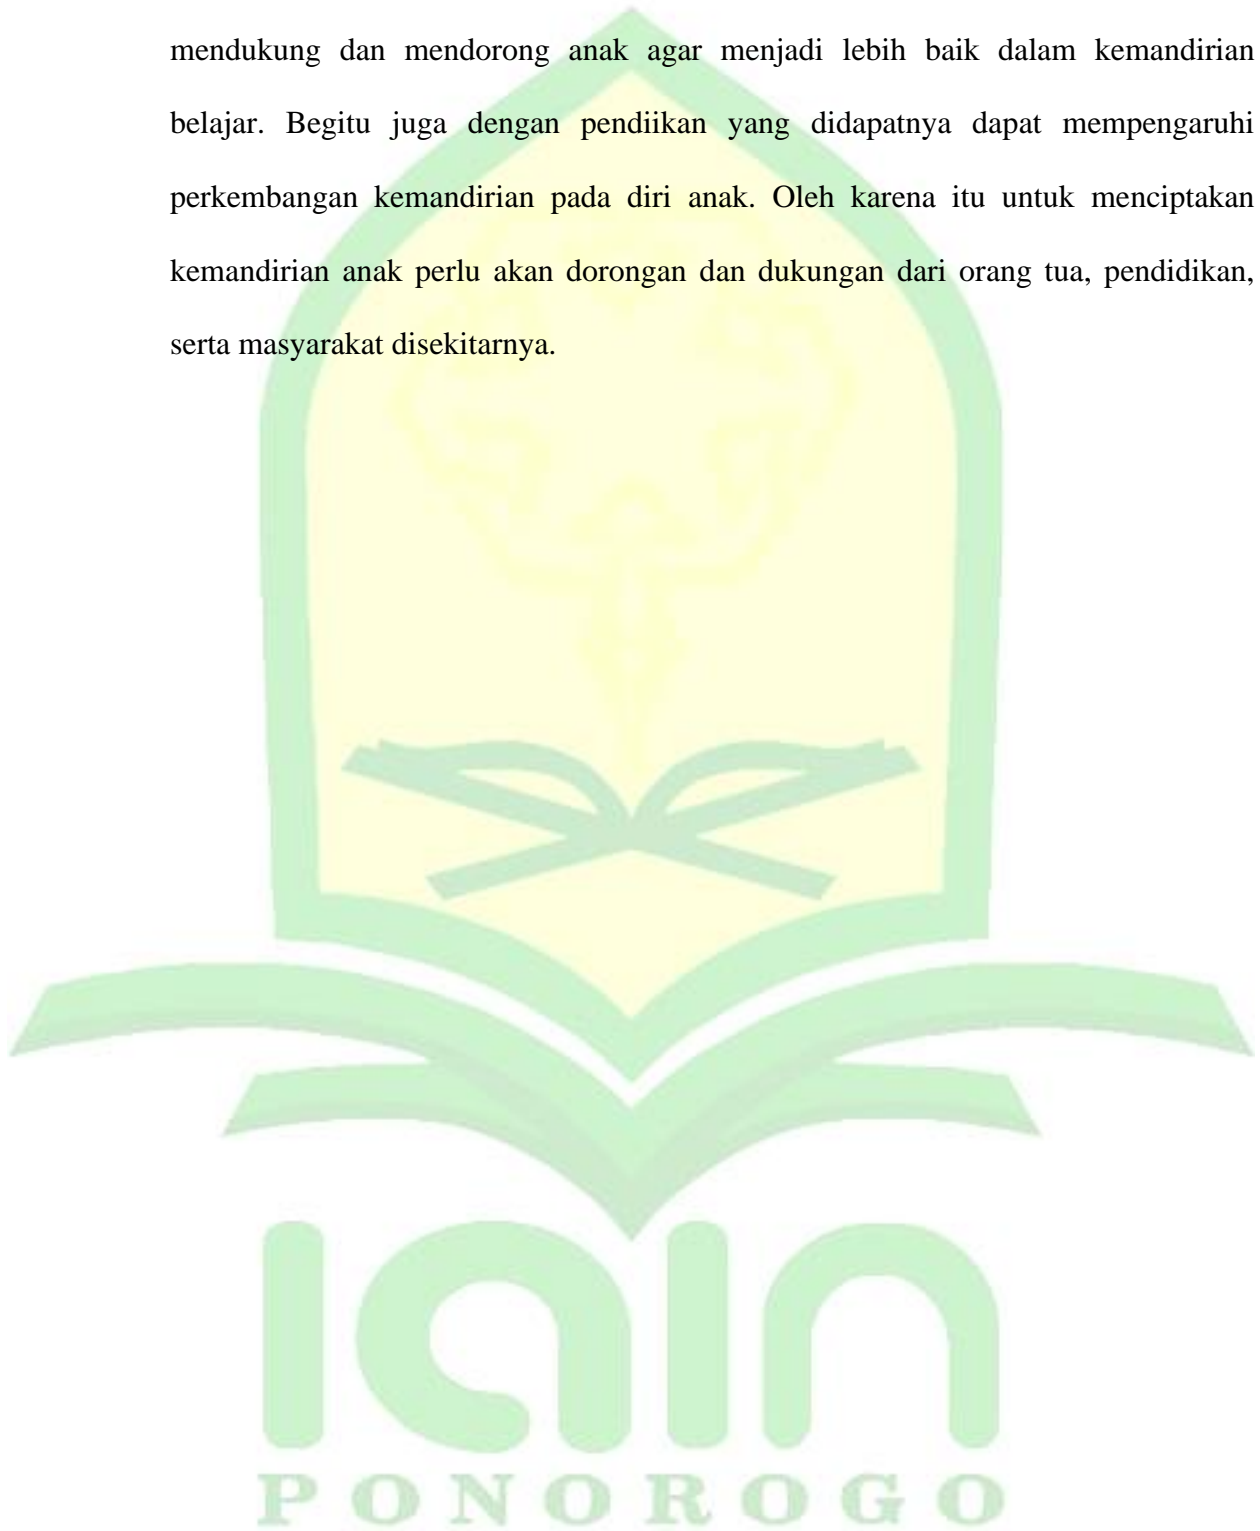 mendukung dan mendorong anak agar menjadi lebih baik dalam kemandirian
belajar. Begitu juga dengan pendiikan yang didapatnya dapat mempengaruhi
perkembangan kemandirian pada diri anak. Oleh karena itu untuk menciptakan
kemandirian anak perlu akan dorongan dan dukungan dari orang tua, pendidikan,
serta masyarakat disekitarnya.
iain
PONOROGO